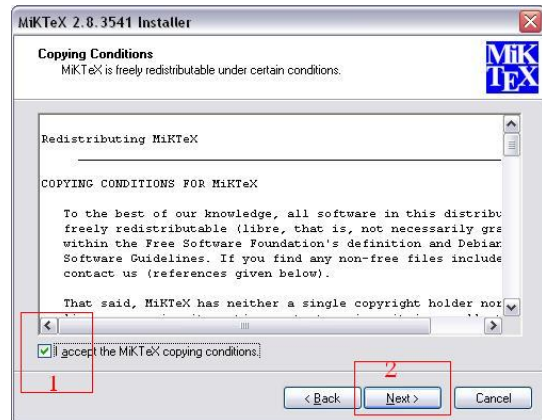 MiKTeX 2.8.3541 Installer
Copying Conditions
MiKTeX is freely redistributable under certain conditions.
MiK
TEX
Redistributing MiKTeX
COPYING CONDITIONS FOR MiKTeX
To the best of our knowledge, all software in this distribu
freely redistributable (libre, that is, not necessarily gra
within the Free Software Foundation's definition and Debian
Software Guidelines. If you find any non-free files include
contact us (references given below).
That said, MiKTeX has neither a single copyright holder nor
I accept the MiKTeX copying conditions.
1
2
< Back
Next >
Cancel